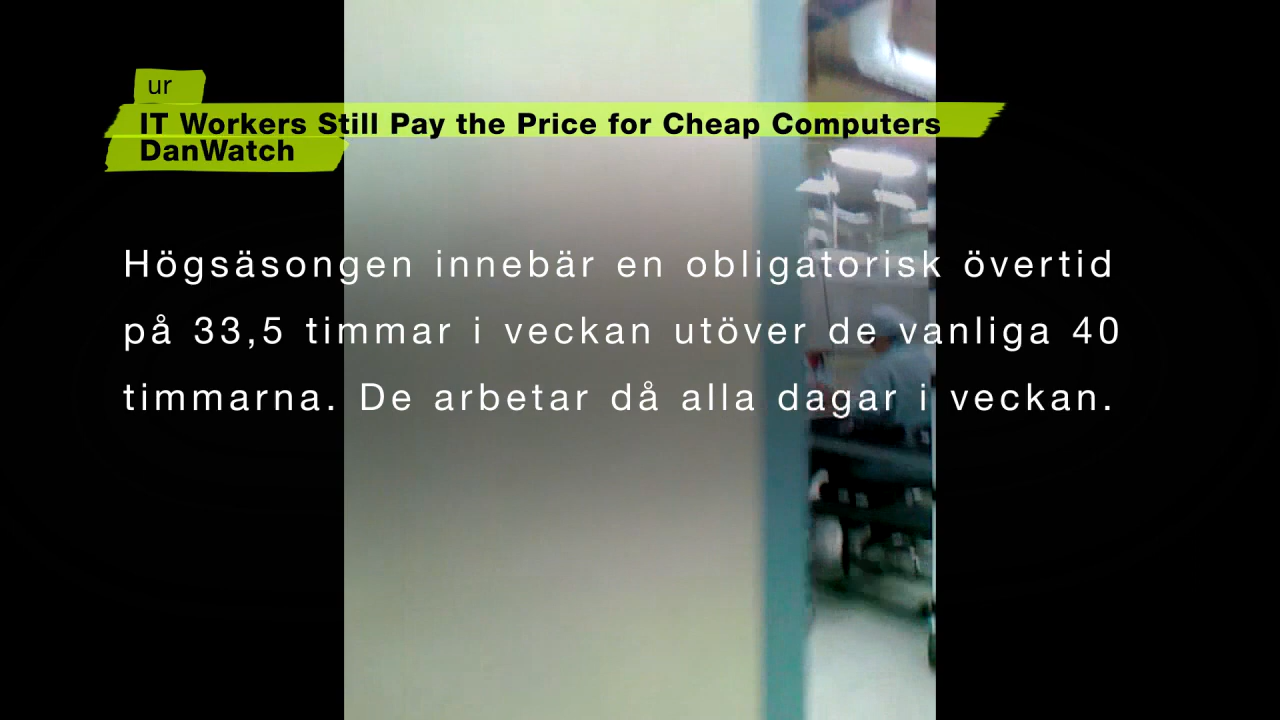 ur
IT Workers Still Pay the Price for Cheap Computers
DanWatch
Högsäsongen innebär en obligatorisk övertid
på 33,5 timmar i veckan utöver de vanliga 40
timmarna. De arbetar då alla dagar i veckan.